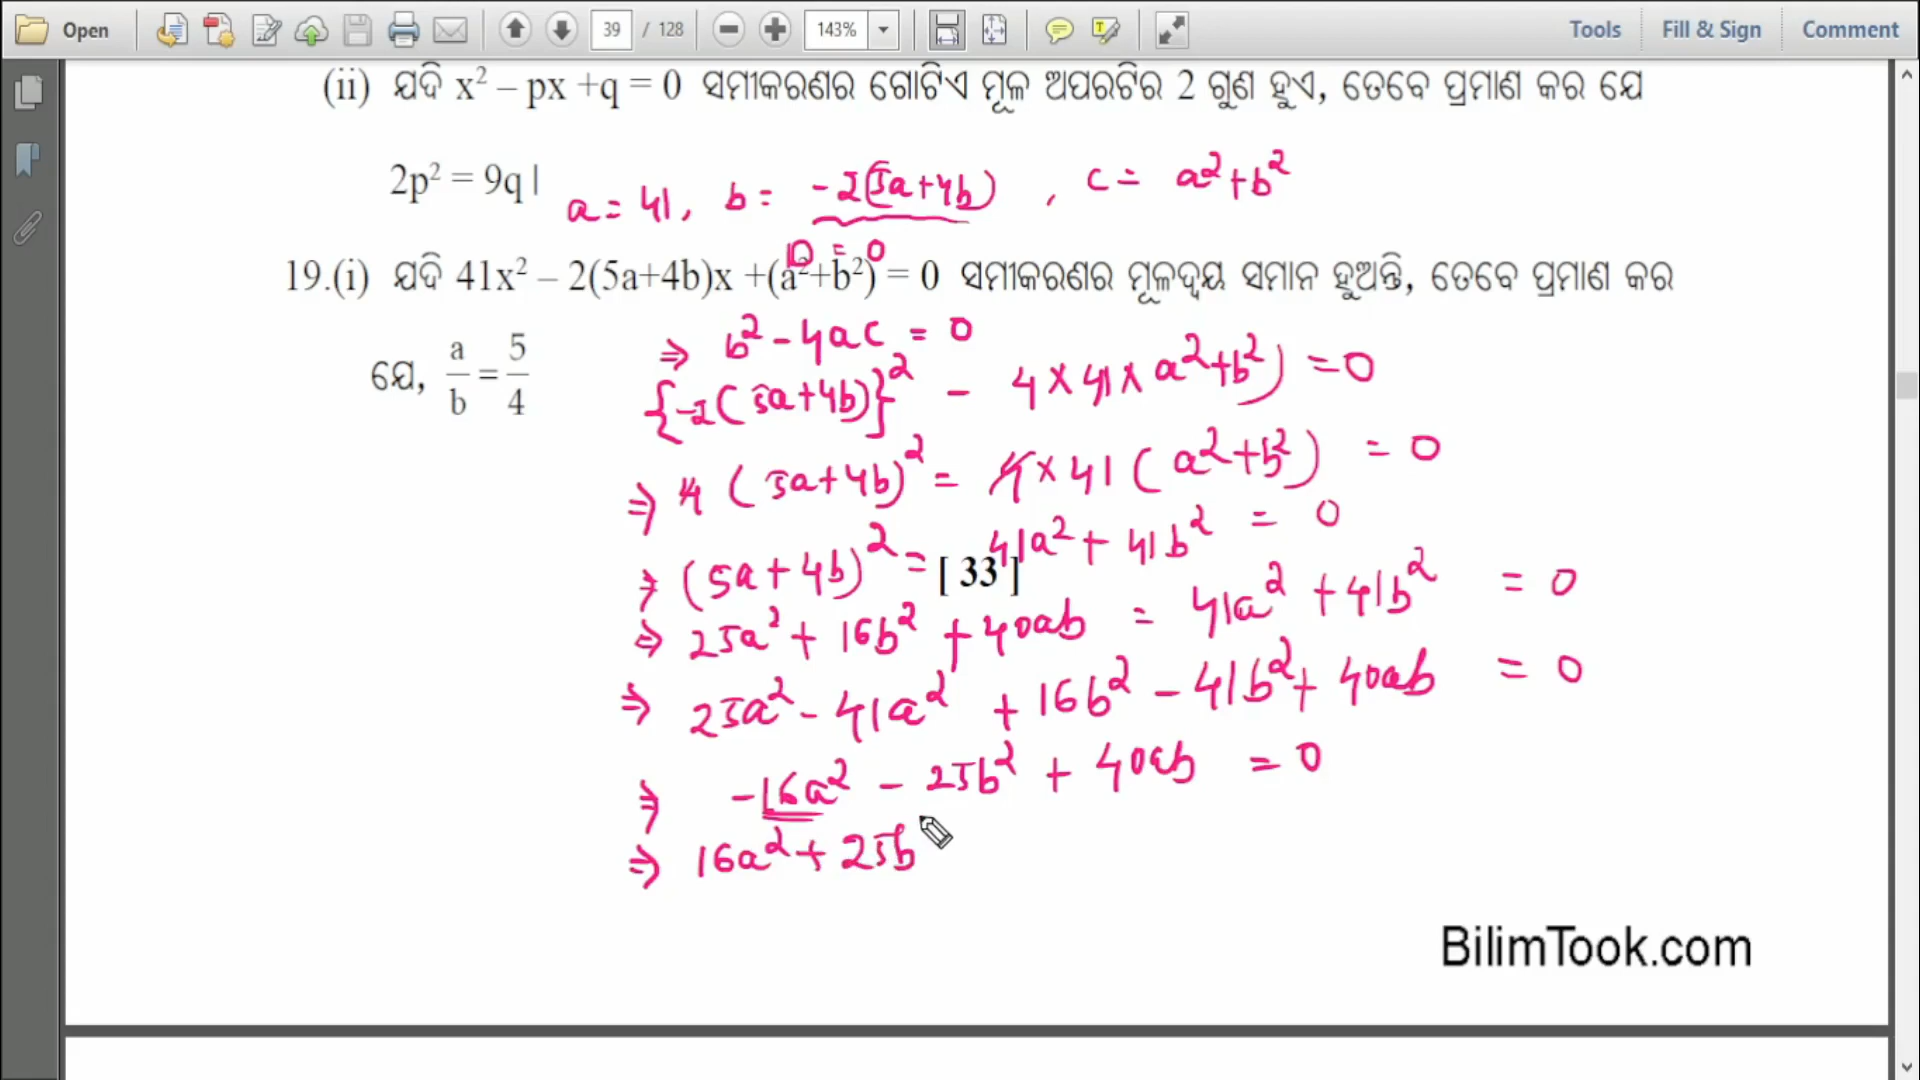 Open 39 / 128 143% Tools Fill & Sign Comment
(ii) ଯଦି x² – px +q = 0 ସମୀକରଣର ଗୋଟିଏ ମୂଳ ଅପରଟିର 2 ଗୁଣ ହୁଏ, ତେବେ ପ୍ରମାଣ କର ଯେ
2p² = 9q |
a = 41, b = -2(5a+4b) , c = a²+b²
D = 0
19.(i) ଯଦି 41x² – 2(5a+4b)x +(a²+b²) = 0 ସମୀକରଣର ମୂଳଦ୍ୱୟ ସମାନ ହୁଅନ୍ତି, ତେବେ ପ୍ରମାଣ କର
ଯେ, a/b = 5/4
⇒ b² - 4ac = 0
{-2(5a+4b)}² - 4×41×a²+b²) = 0
⇒ 4 (5a+4b)² = 4×41 (a²+b²) = 0
⇒ (5a+4b)² = 41a² + 41b² = 0
[ 33 ]
⇒ 25a² + 16b² + 40ab = 41a² + 41b² = 0
⇒ 25a² - 41a² + 16b² - 41b² + 40ab = 0
⇒ -16a² - 25b² + 40ab = 0
⇒ 16a² + 25b
BilimTook.com